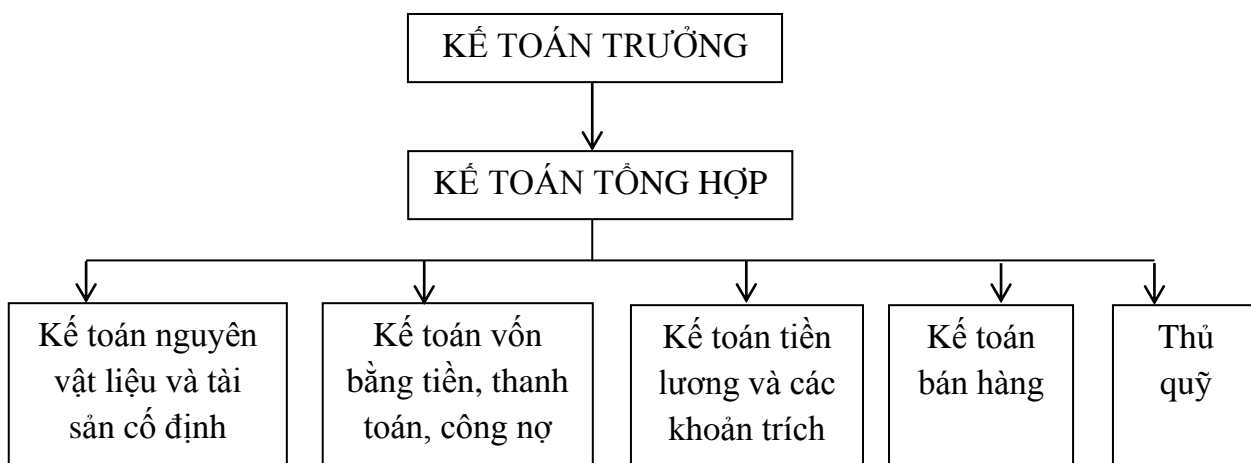 KẾ TOÁN TRƯỞNG
KẾ TOÁN TỔNG HỢP
Kế toán nguyên
vật liệu và tài
sản cố định
Kế toán vốn
bằng tiền, thanh
toán, công nợ
Kế toán tiền
lương và các
khoản trích
Kế toán
bán hàng
Thủ
quỹ